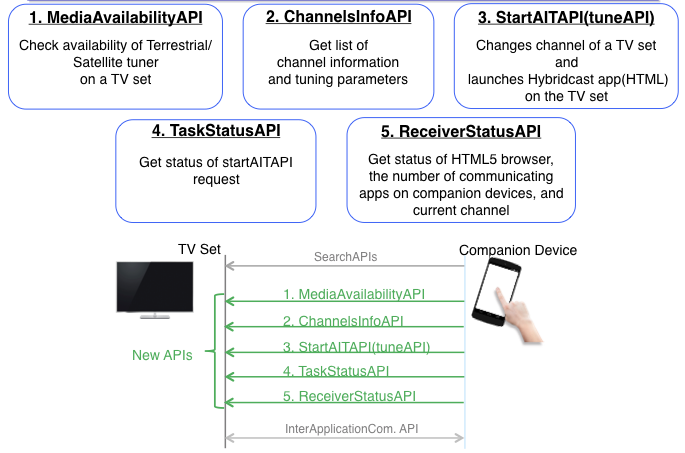 1. MediaAvailabilityAPI
Check availability of Terrestrial/
Satellite tuner
on a TV set
2. ChannelsInfoAPI
Get list of
channel information
and tuning parameters
3. StartAITAPI(tuneAPI)
Changes channel of a TV set
and
launches Hybridcast app(HTML)
on the TV set
4. TaskStatusAPI
Get status of startAITAPI
request
5. ReceiverStatusAPI
Get status of HTML5 browser,
the number of communicating
apps on companion devices, and
current channel
TV Set
Companion Device
SearchAPIs
1. MediaAvailabilityAPI
2. ChannelsInfoAPI
3. StartAITAPI(tuneAPI)
New APIs
4. TaskStatusAPI
5. ReceiverStatusAPI
InterApplicationCom. API